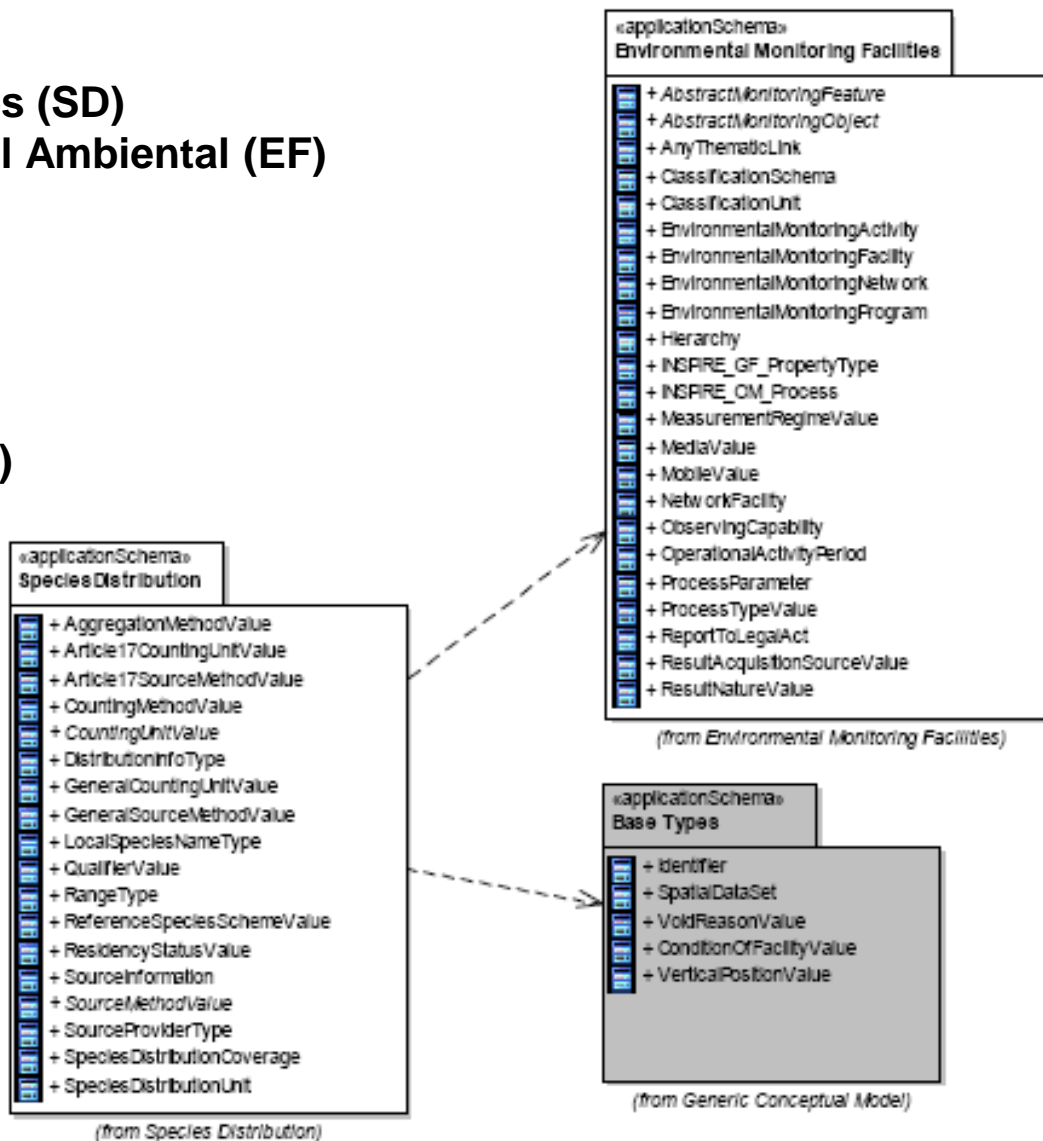 s (SD)
l Ambiental (EF)
)
«applicationSchema»
Environmental Monitoring Facilities
+ AbstractMonitoringFeature
+ AbstractMonitoringObject
+ AnyThematicLink
+ ClassificationSchema
+ ClassificationUnit
+ EnvironmentalMonitoringActivity
+ EnvironmentalMonitoringFacility
+ EnvironmentalMonitoringNetwork
+ EnvironmentalMonitoringProgram
+ Hierarchy
+ INSPIRE_GF_PropertyType
+ INSPIRE_OM_Process
+ MeasurementRegimeValue
+ MediaValue
+ MobileValue
+ NetworkFacility
+ ObservingCapability
+ OperationalActivityPeriod
+ ProcessParameter
+ ProcessTypeValue
+ ReportToLegalAct
+ ResultAcquisitionSourceValue
+ ResultNatureValue
(from Environmental Monitoring Facilities)
«applicationSchema»
SpeciesDistribution
+ AggregationMethodValue
+ Article17CountingUnitValue
+ Article17SourceMethodValue
+ CountingMethodValue
+ CountingUnitValue
+ DistributionInfoType
+ GeneralCountingUnitValue
+ GeneralSourceMethodValue
+ LocalSpeciesNameType
+ QualifierValue
+ RangeType
+ ReferenceSpeciesSchemeValue
+ ResidencyStatusValue
+ SourceInformation
+ SourceMethodValue
+ SourceProviderType
+ SpeciesDistributionCoverage
+ SpeciesDistributionUnit
(from Species Distribution)
«applicationSchema»
Base Types
+ Identifier
+ SpatialDataSet
+ VoidReasonValue
+ ConditionOfFacilityValue
+ VerticalPositionValue
(from Generic Conceptual Model)